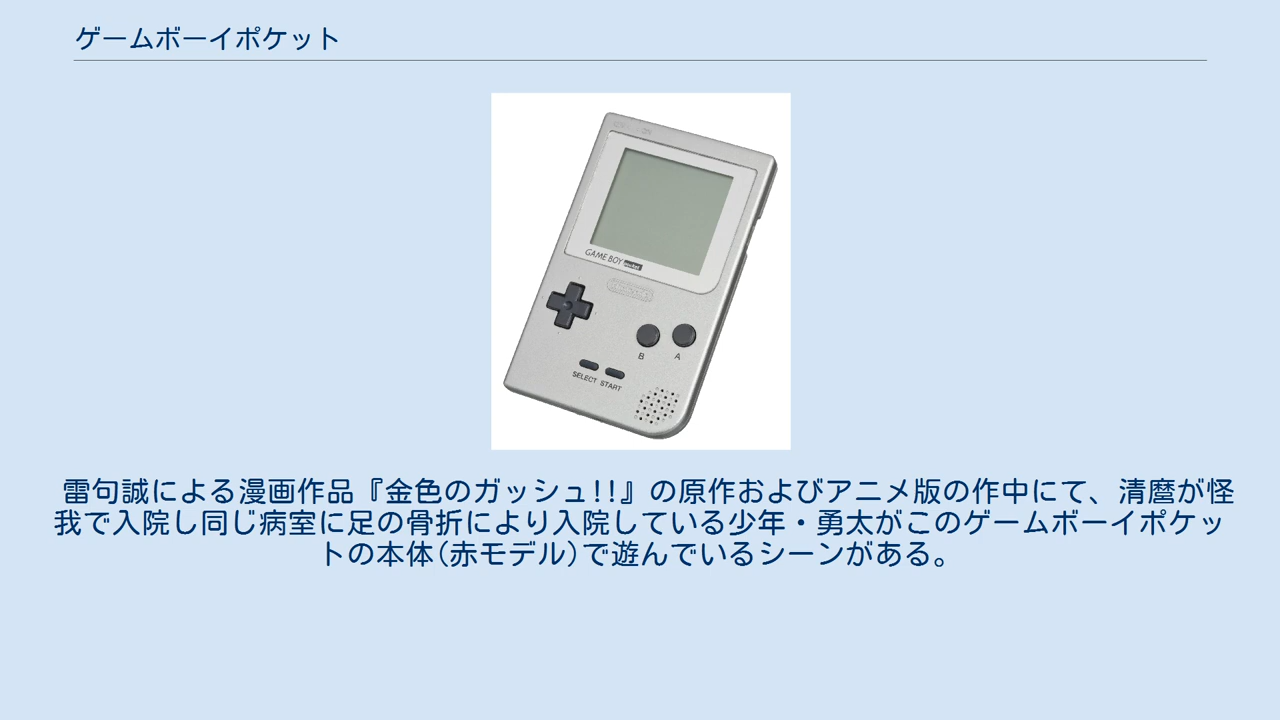 ゲームボーイポケット
GAME BOY pocket
B A
SELECT START
雷句誠による漫画作品『金色のガッシュ!!』の原作およびアニメ版の作中にて、清麿が怪
我で入院し同じ病室に足の骨折により入院している少年・勇太がこのゲームボーイポケッ
トの本体(赤モデル)で遊んでいるシーンがある。